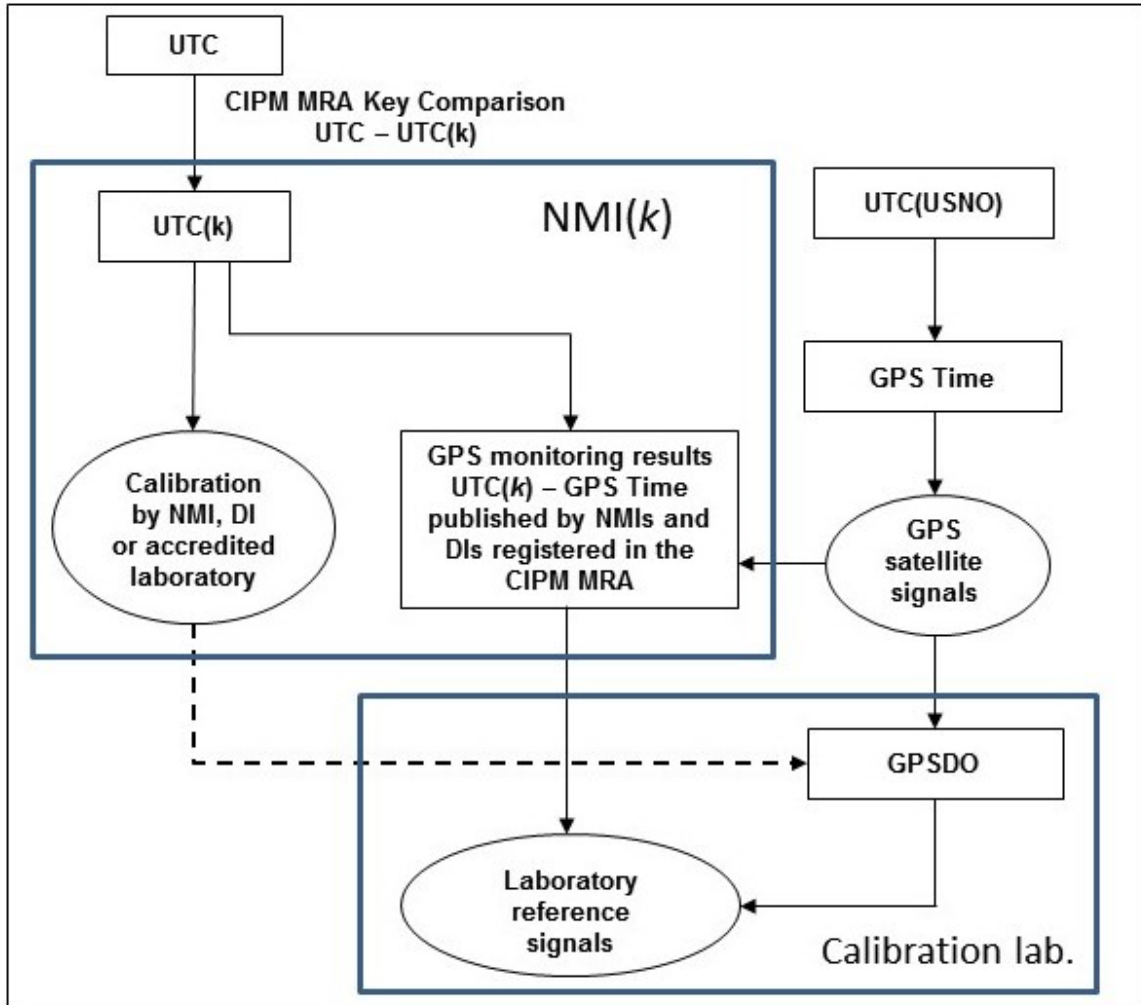 UTC
CIPM MRA Key Comparison
UTC – UTC(k)
UTC(k)
NMI(k)
UTC(USNO)
GPS Time
Calibration
by NMI, DI
or accredited
laboratory
GPS monitoring results
UTC(k) – GPS Time
published by NMIs and
DIs registered in the
CIPM MRA
GPS
satellite
signals
GPSDO
Laboratory
reference
signals
Calibration lab.